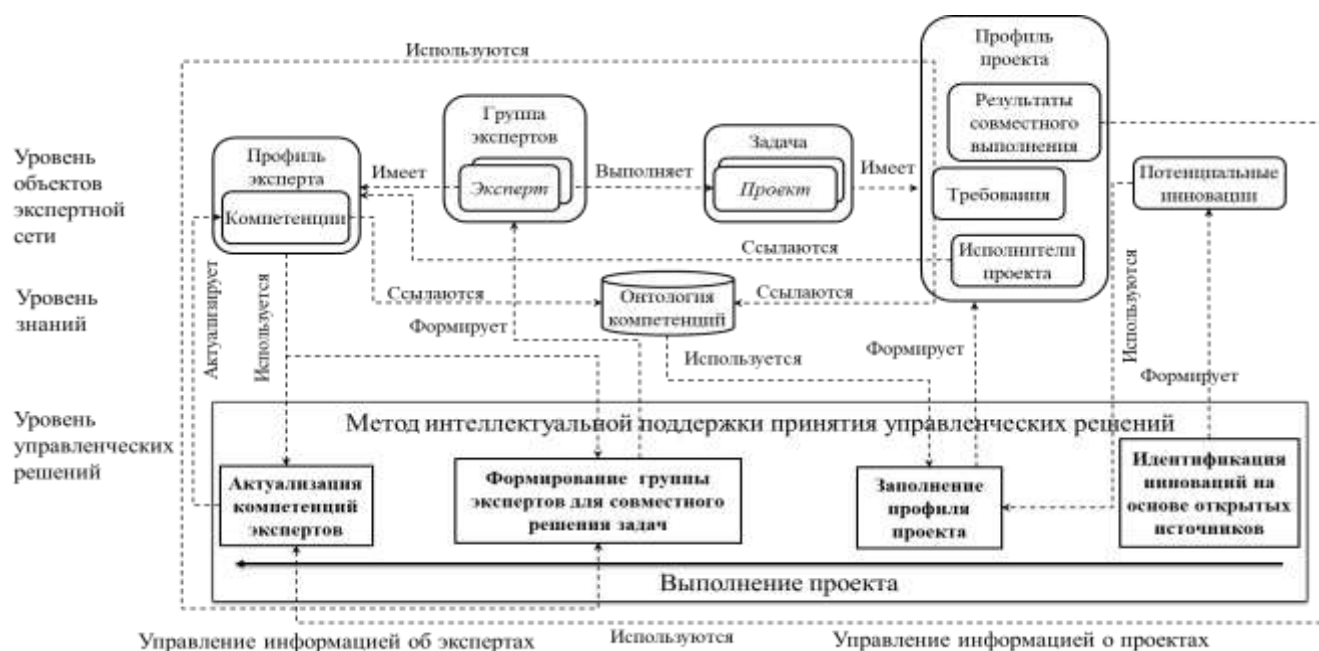 Используются
Профиль
проекта
Результаты
совместного
выполнения
Группа
экспертов
Эксперт
Задача
Проект
Уровень
объектов
экспертной
сети
Профиль
эксперта
Компетенции
Имеет
Выполняет
Имеет
Требования
Потенциальные
инновации
Ссылаются
Исполнители
проекта
Актуализирует
Используется
Используются
Уровень
знаний
Ссылаются
Онтология
компетенций
Ссылаются
Формирует
Используется
Формирует
Формирует
Уровень
управленческих
решений
Метод интеллектуальной поддержки принятия управленческих решений
Актуализация
компетенций
экспертов
Формирование группы
экспертов для совместного
решения задач
Заполнение
профиля
проекта
Идентификация
инноваций на
основе открытых
источников
Выполнение проекта
Управление информацией об экспертах
Используются
Управление информацией о проектах